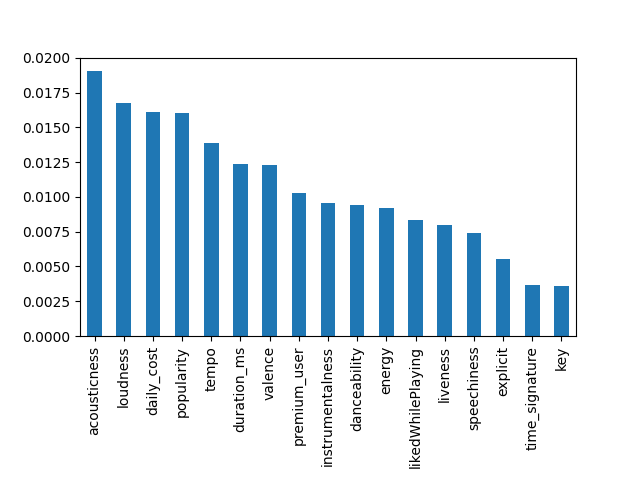 0.0200
0.0175
0.0150
0.0125
0.0100
0.0075
0.0050
0.0025
0.0000
acousticness
loudness
daily_cost
popularity
tempo
duration_ms
valence
premium_user
instrumentalness
danceability
energy
likedWhilePlaying
liveness
speechiness
explicit
time_signature
key